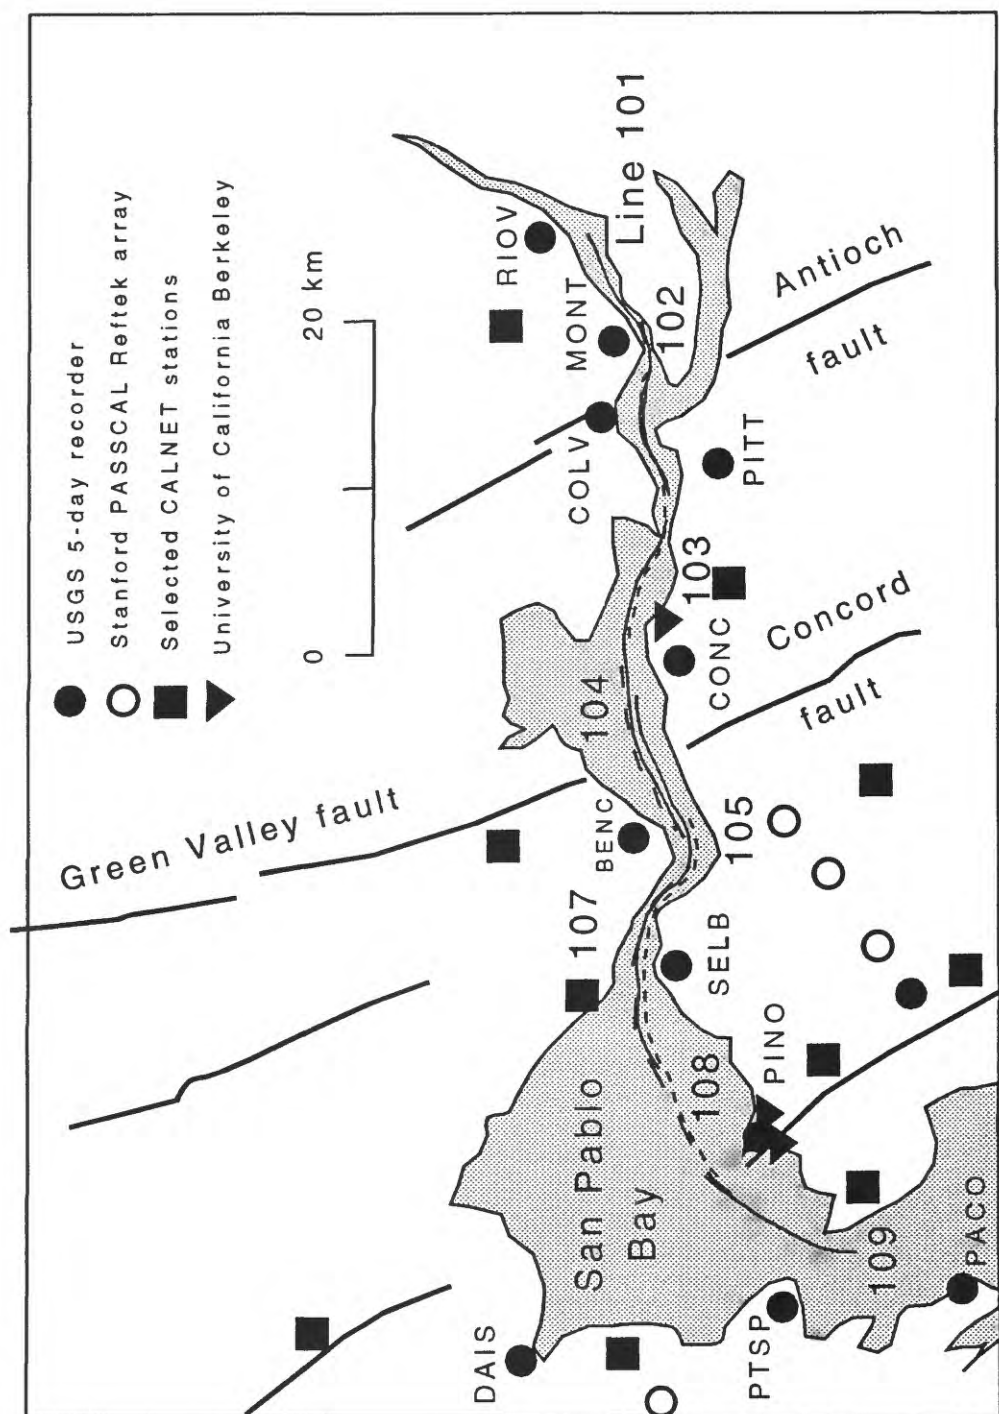 USGS 5-day recorder
Stanford PASSCAL Reftek array
Selected CALNET stations
University of California Berkeley
0
20 km
Green Valley fault
RIOV
Line 101
MONT
102
Antioch
fault
COLV
PITT
103
CONC
Concord
fault
104
BENC
105
107
SELB
PINO
108
San Pablo
Bay
109
DAIS
PTSP
PACO